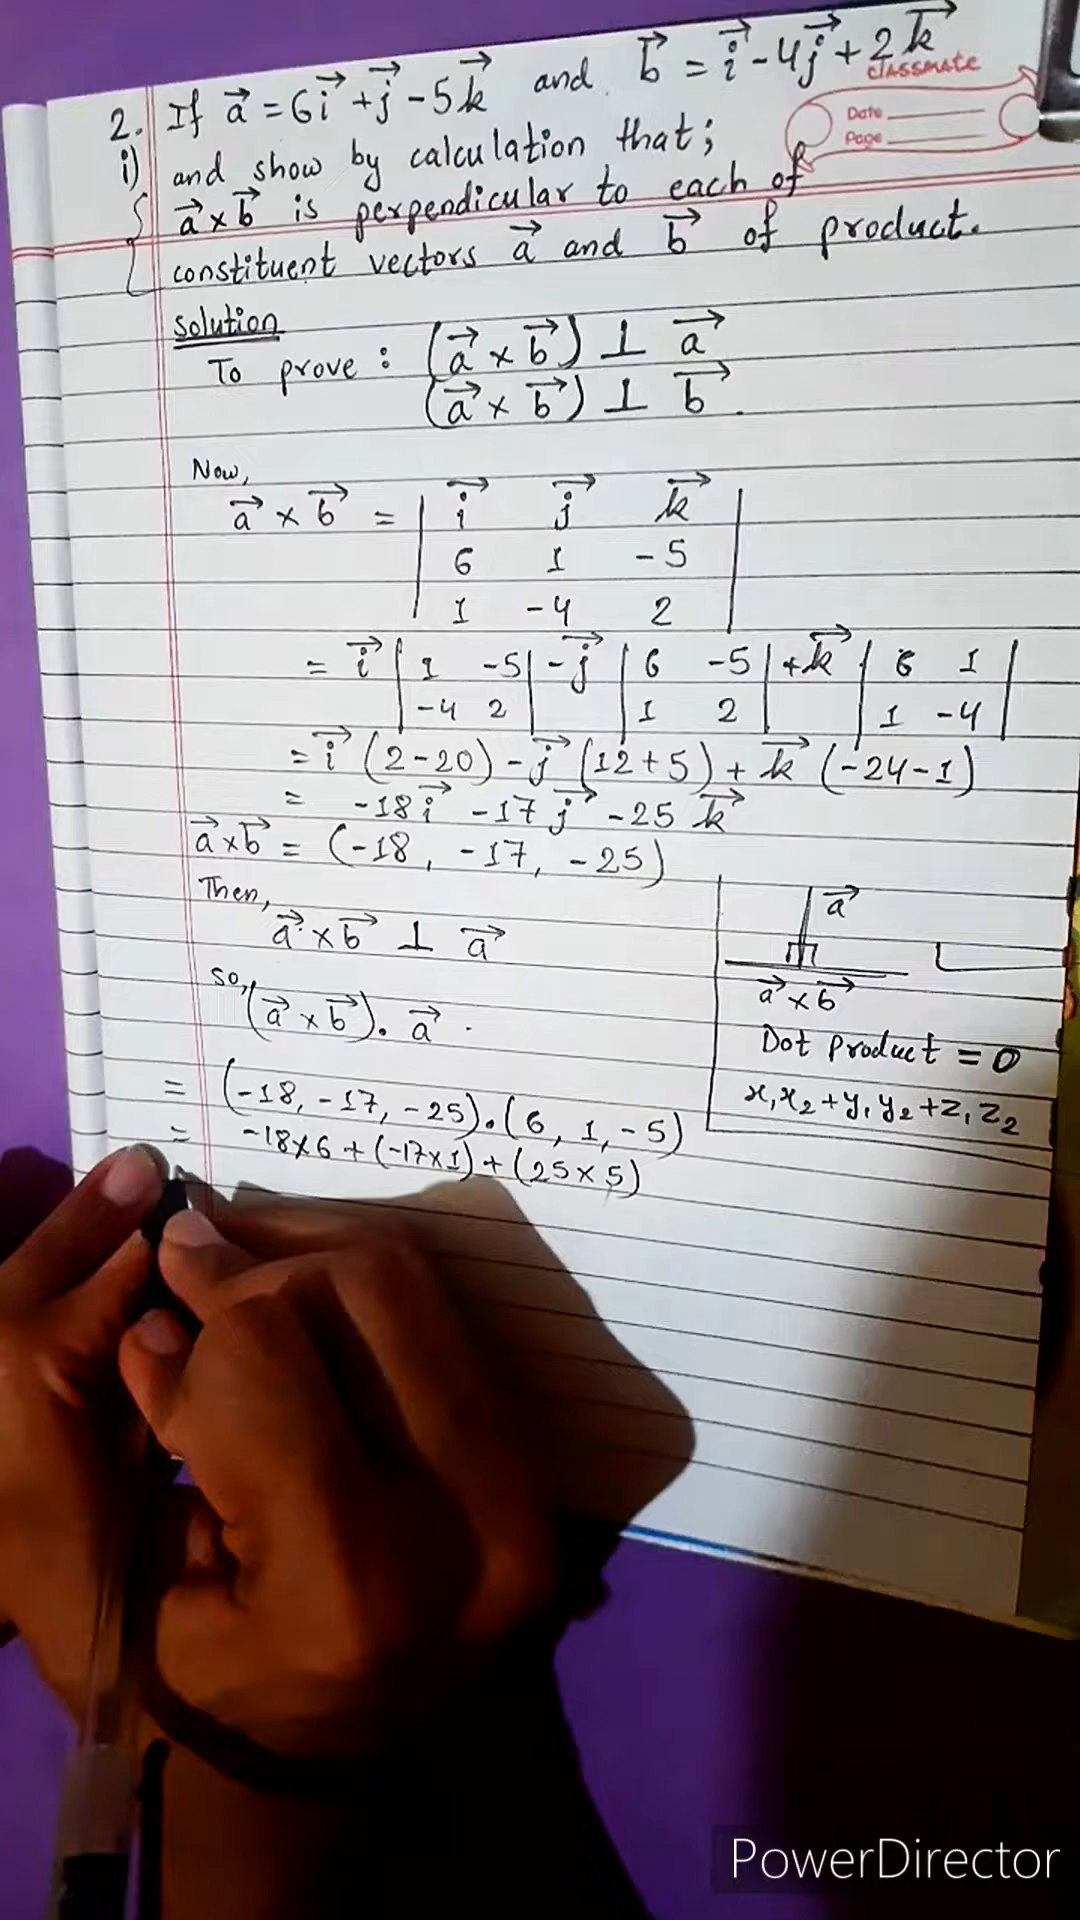 2. If a⃗ = 6i⃗ + j⃗ - 5k⃗ and b⃗ = i⃗ - 4j⃗ + 2k⃗
classmate
Date
Page
i) and show by calculation that;
a⃗ × b⃗ is perpendicular to each of
constituent vectors a⃗ and b⃗ of product.
Solution
To prove : (a⃗ × b⃗) ⊥ a⃗
(a⃗ × b⃗) ⊥ b⃗.
Now,
a⃗ × b⃗ = | i⃗ j⃗ k⃗ |
6 1 -5
1 -4 2
= i⃗ | 1 -5 | - j⃗ | 6 -5 | + k⃗ | 6 1 |
-4 2 1 2 1 -4
= i⃗ (2-20) - j⃗ (12+5) + k⃗ (-24-1)
= -18i⃗ -17j⃗ -25k⃗
a⃗×b⃗ = (-18, -17, -25)
Then,
a⃗ × b⃗ ⊥ a⃗
So,
(a⃗ × b⃗). a⃗ .
= (-18, -17, -25).(6, 1, -5)
= -18×6 + (-17×1) + (25×5)
a⃗
a⃗×b⃗
Dot Product = 0
x₁x₂+y₁y₂+z₁z₂
PowerDirector